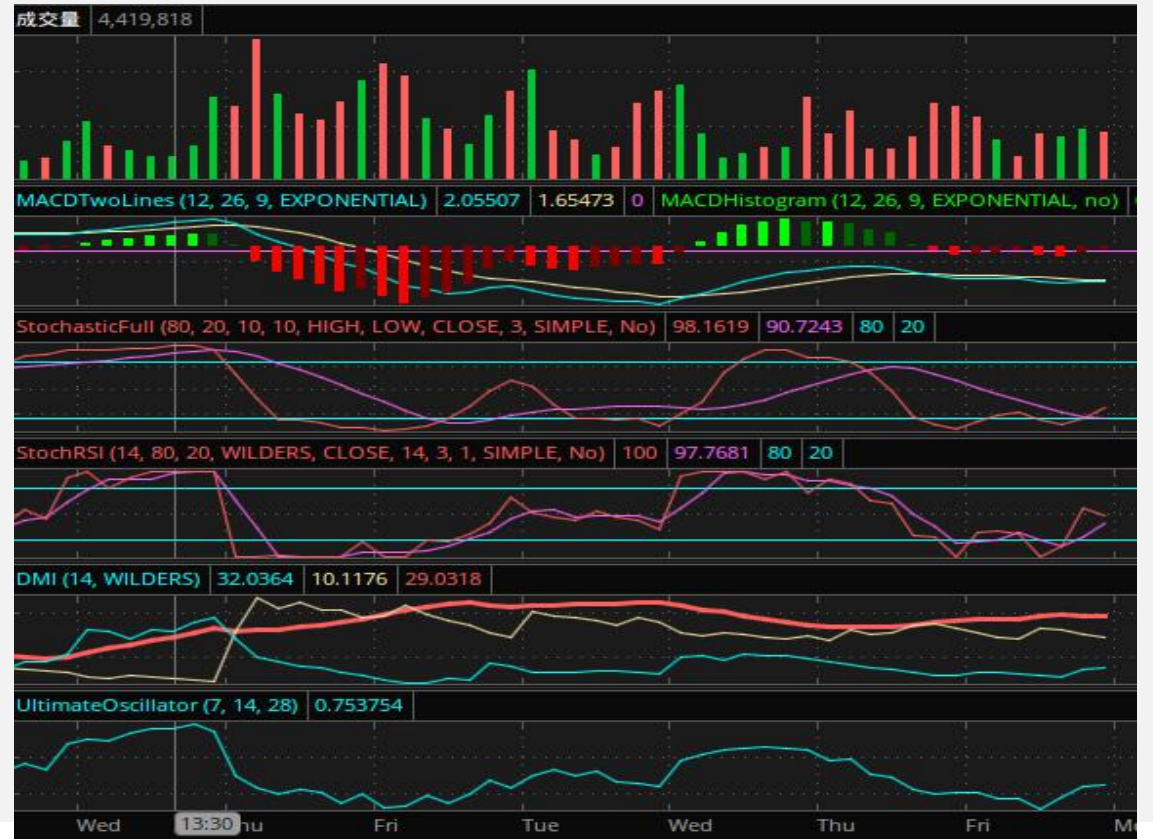 成交量 4,419,818
MACDTwoLines (12, 26, 9, EXPONENTIAL) 2.05507 1.65473 0 MACDHistogram (12, 26, 9, EXPONENTIAL, no)
StochasticFull (80, 20, 10, 10, HIGH, LOW, CLOSE, 3, SIMPLE, No) 98.1619 90.7243 80 20
StochRSI (14, 80, 20, WILDERS, CLOSE, 14, 3, 1, SIMPLE, No) 100 97.7681 80 20
DMI (14, WILDERS) 32.0364 10.1176 29.0318
UltimateOscillator (7, 14, 28) 0.753754
Wed 13:30 hu Fri Tue Wed Thu Fri